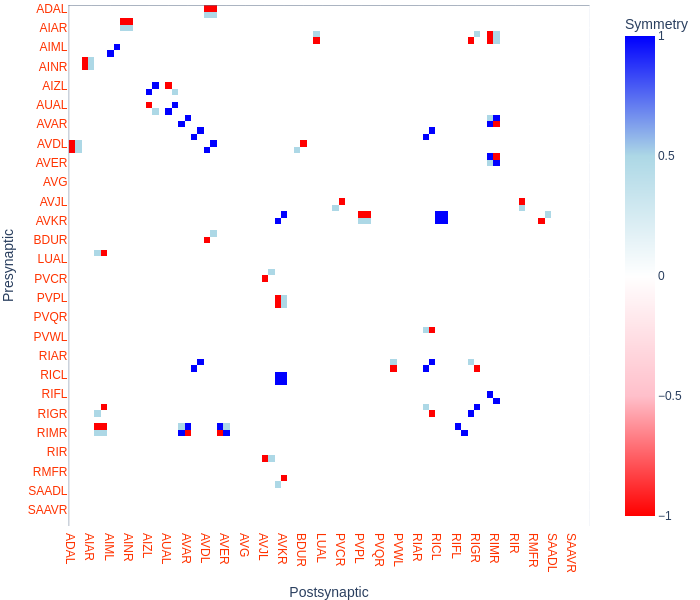 Symmetry
1
0.5
0
−0.5
−1
Presynaptic
ADAL
AIAR
AIML
AINR
AIZL
AUAL
AVAR
AVDL
AVER
AVG
AVJL
AVKR
BDUR
LUAL
PVCR
PVPL
PVQR
PVWL
RIAR
RICL
RIFL
RIGR
RIMR
RIR
RMFR
SAADL
SAAVR
ADAL
AIAR
AIML
AINR
AIZL
AUAL
AVAR
AVDL
AVER
AVG
AVJL
AVKR
BDUR
LUAL
PVCR
PVPL
PVQR
PVWL
RIAR
RICL
RIFL
RIGR
RIMR
RIR
RMFR
SAADL
SAAVR
Postsynaptic